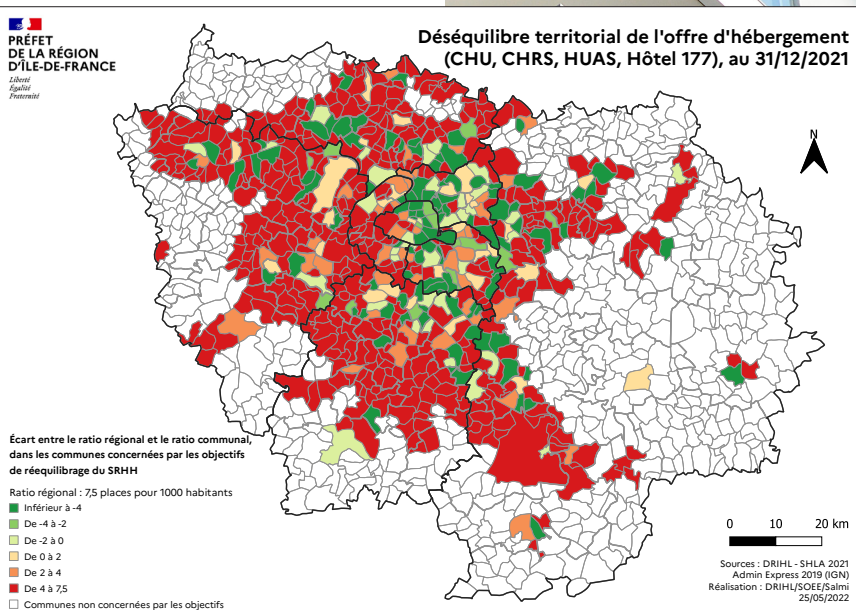 PRÉFET
DE LA RÉGION
D'ÎLE-DE-FRANCE
Liberté
Égalité
Fraternité
Déséquilibre territorial de l'offre d'hébergement
(CHU, CHRS, HUAS, Hôtel 177), au 31/12/2021
N
Écart entre le ratio régional et le ratio communal,
dans les communes concernées par les objectifs
de rééquilibrage du SRHH
Ratio régional : 7,5 places pour 1000 habitants
Inférieur à -4
De -4 à -2
De -2 à 0
De 0 à 2
De 2 à 4
De 4 à 7,5
Communes non concernées par les objectifs
0 10 20 km
Sources : DRIHL - SHLA 2021
Admin Express 2019 (IGN)
Réalisation : DRIHL/SOEE/Salmi
25/05/2022